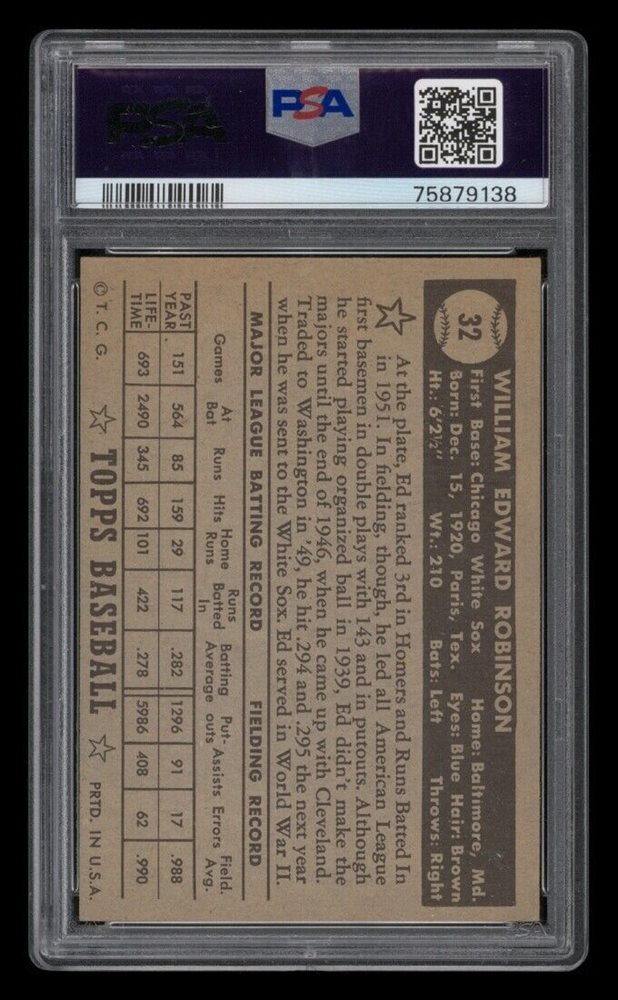 PSA
PSA
75879138
32
WILLIAM EDWARD ROBINSON
First Base: Chicago White Sox Home: Baltimore, Md.
Born: Dec. 15, 1920, Paris, Tex. Eyes: Blue Hair: Brown
Ht.: 6'2½" Wt.: 210 Bats: Left Throws: Right
At the plate, Ed ranked 3rd in Homers and Runs Batted In
in 1951. In fielding, though, he led all American League
first basemen in double plays with 143 and in putouts. Although
he started playing organized ball in 1939, Ed didn't make the
majors until the end of 1946, when he came up with Cleveland.
Traded to Washington in '49, he hit .294 and .295 the next year
when he was sent to the White Sox. Ed served in World War II.
MAJOR LEAGUE BATTING RECORD FIELDING RECORD
Games At Bat Runs Hits Home Runs Runs Batted In Batting Average Put-outs Assists Errors Field. Avg.
PAST YEAR 151 564 85 159 29 117 .282 1296 91 17 .988
LIFE-TIME 693 2490 345 692 101 422 .278 5986 408 62 .990
© T. C. G. TOPPS BASEBALL PRTD. IN U.S.A.